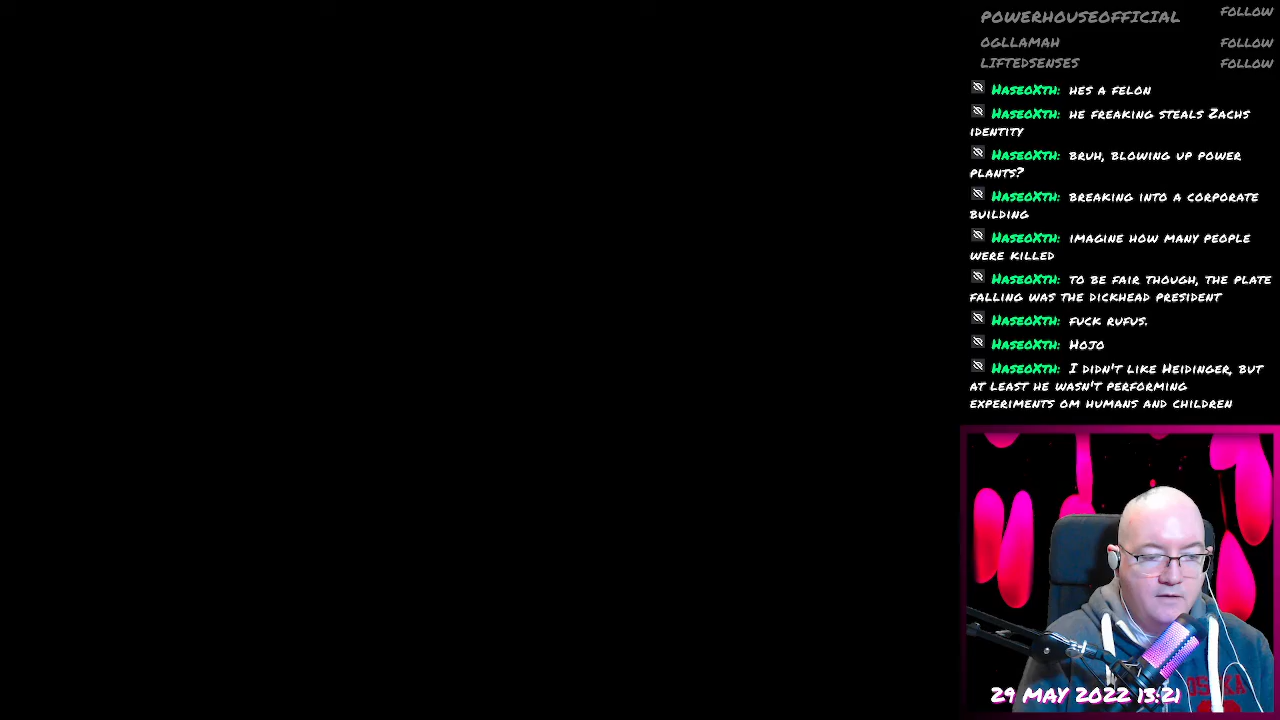 POWERHOUSEOFFICIAL FOLLOW
OGLLAMAH FOLLOW
LIFTEDSENSES FOLLOW
HaseoXth: hes a felon
HaseoXth: he freaking steals Zachs
identity
HaseoXth: bruh, blowing up power
plants?
HaseoXth: breaking into a corporate
building
HaseoXth: imagine how many people
were killed
HaseoXth: to be fair though, the plate
falling was the dickhead president
HaseoXth: fuck rufus.
HaseoXth: Hojo
HaseoXth: I didn't like Heidinger, but
at least he wasn't performing
experiments om humans and children
29 MAY 2022 13:21